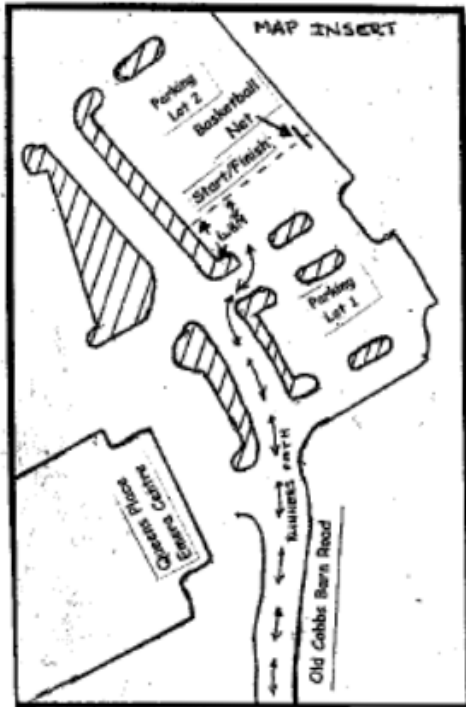 MAP INSERT
Parking
Lot 2
Basketball
Net
Start/Finish
Parking
Lot 1
RUNNERS PATH
Queens Place
Emera Centre
Old Cobbs Barn Road